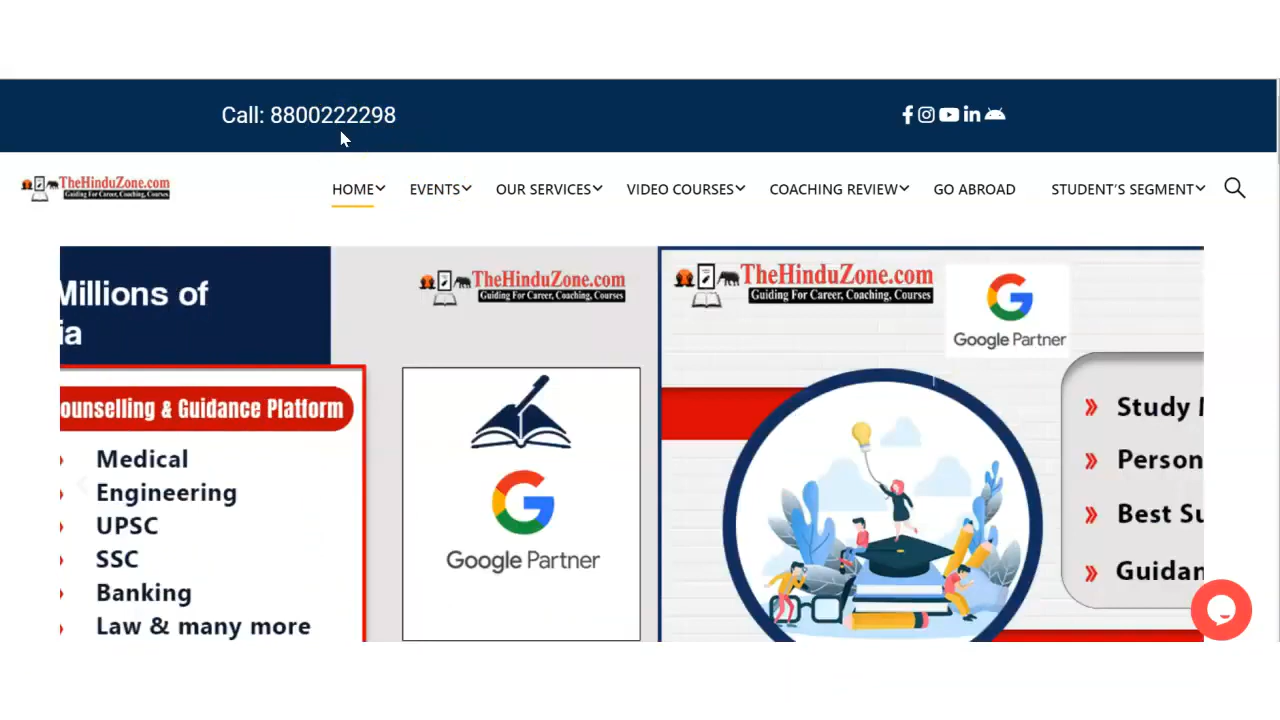 Call: 8800222298
TheHinduZone.com
Guiding For Career, Coaching, Courses
HOME
EVENTS
OUR SERVICES
VIDEO COURSES
COACHING REVIEW
GO ABROAD
STUDENT'S SEGMENT
Millions of
ia
ounselling & Guidance Platform
Medical
Engineering
UPSC
SSC
Banking
Law & many more
TheHinduZone.com
Guiding For Career, Coaching, Courses
Google Partner
TheHinduZone.com
Guiding For Career, Coaching, Courses
Google Partner
Study
Person
Best Su
Guidan